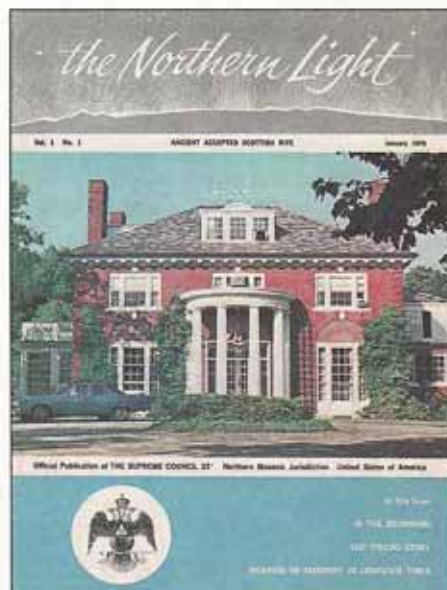 the Northern Light
Vol. 1 No. 1 ANCIENT ACCEPTED SCOTTISH RITE January 1970
Official Publication of THE SUPREME COUNCIL 33° Northern Masonic Jurisdiction United States of America
In This Issue
IN THE BEGINNING